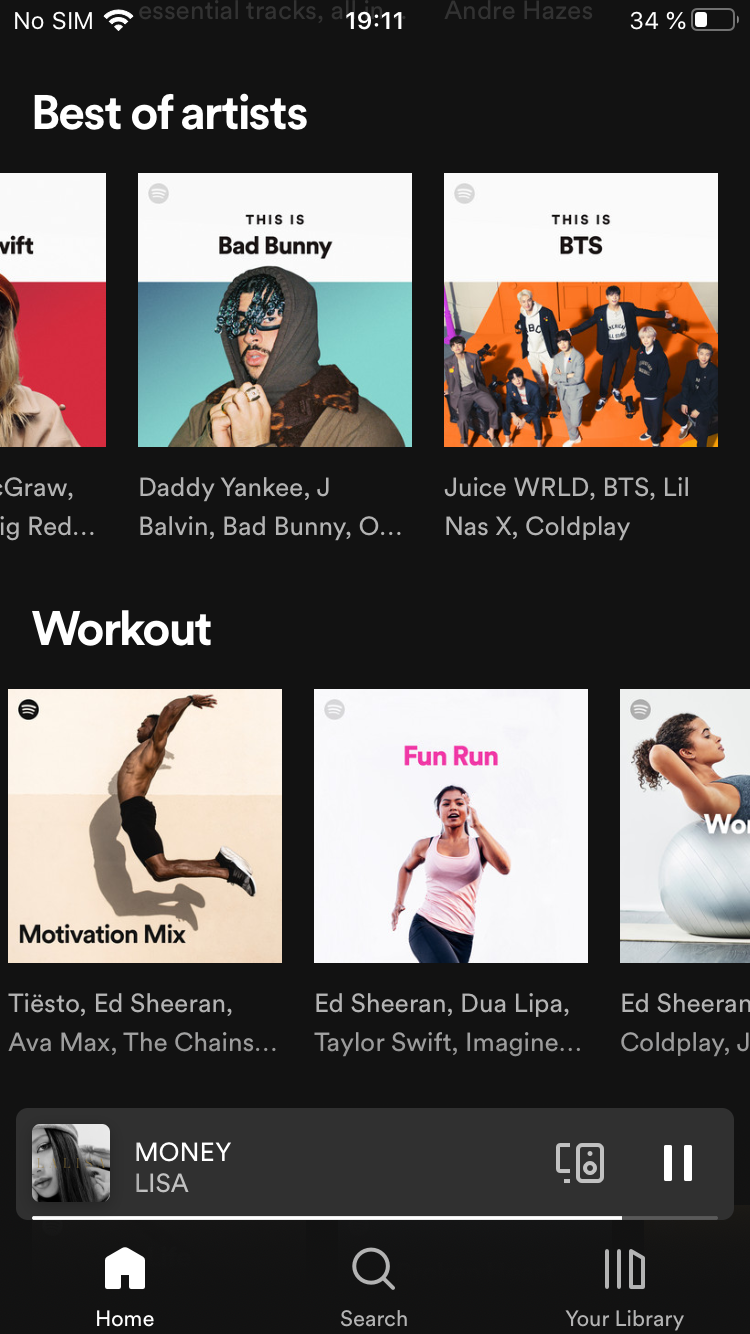 essential tracks, all in
Andre Hazes
No SIM 19:11 34 %
Best of artists
vift
THIS IS
Bad Bunny
THIS IS
BTS
cGraw,
ig Red...
Daddy Yankee, J
Balvin, Bad Bunny, O...
Juice WRLD, BTS, Lil
Nas X, Coldplay
Workout
Motivation Mix
Fun Run
Wor
Tiësto, Ed Sheeran,
Ava Max, The Chains...
Ed Sheeran, Dua Lipa,
Taylor Swift, Imagine...
Ed Sheeran
Coldplay, J
LALISA
MONEY
LISA
Home
Search
Your Library